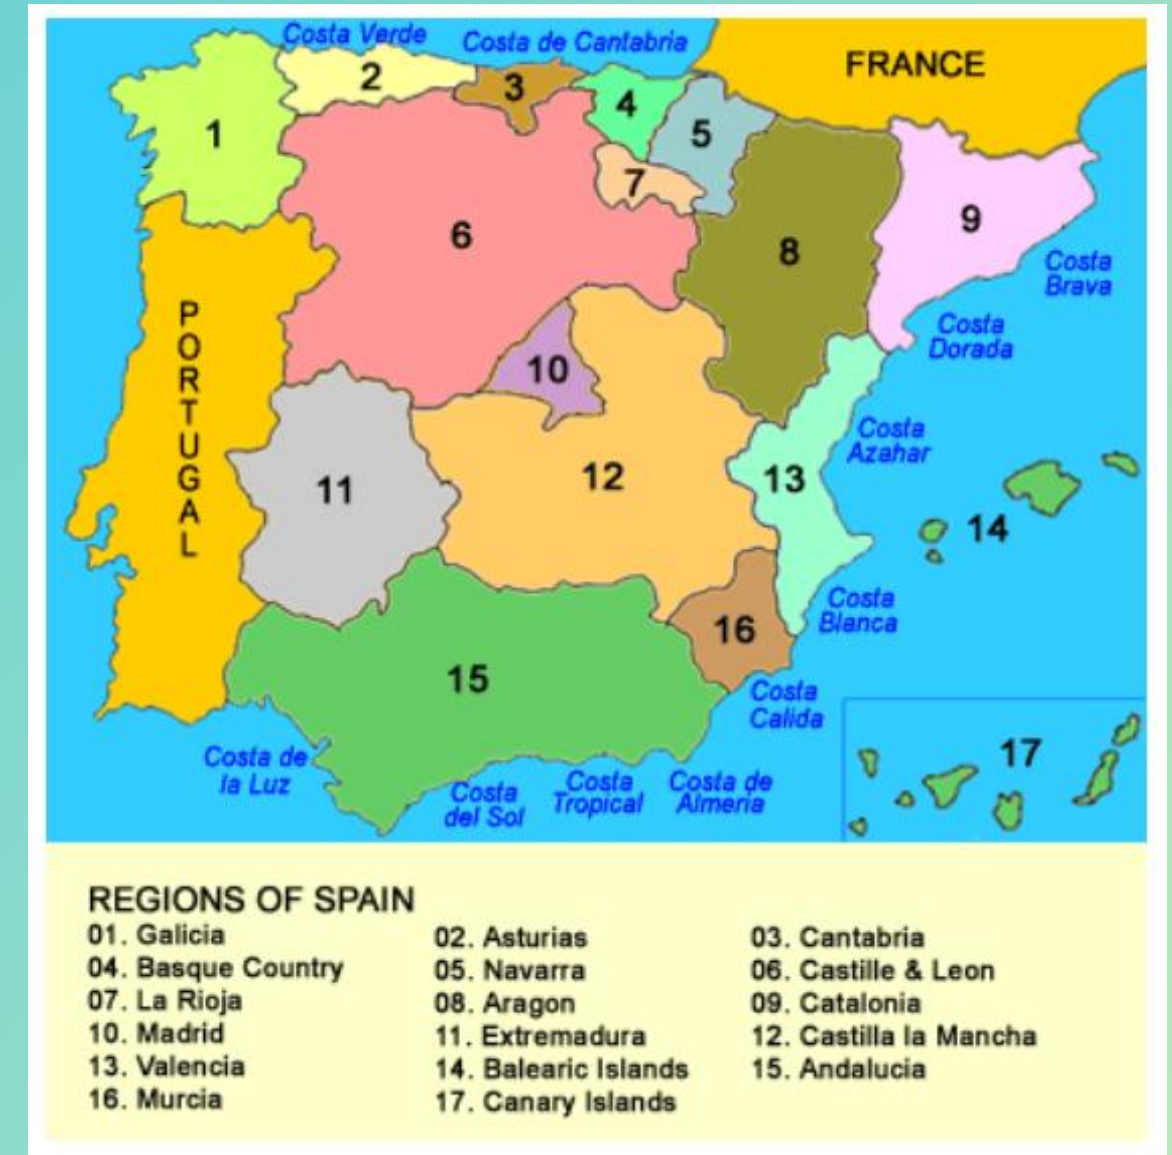 Costa Verde
Costa de Cantabria
FRANCE
1
2
3
4
5
6
7
8
9
Costa
Brava
PORTUGAL
Costa
Dorada
10
Costa
Azahar
11
12
13
14
Costa
Blanca
15
16
Costa
Calida
17
Costa de
la Luz
Costa
del Sol
Costa
Tropical
Costa de
Almeria
REGIONS OF SPAIN
01. Galicia 02. Asturias 03. Cantabria
04. Basque Country 05. Navarra 06. Castille & Leon
07. La Rioja 08. Aragon 09. Catalonia
10. Madrid 11. Extremadura 12. Castilla la Mancha
13. Valencia 14. Balearic Islands 15. Andalucia
16. Murcia 17. Canary Islands